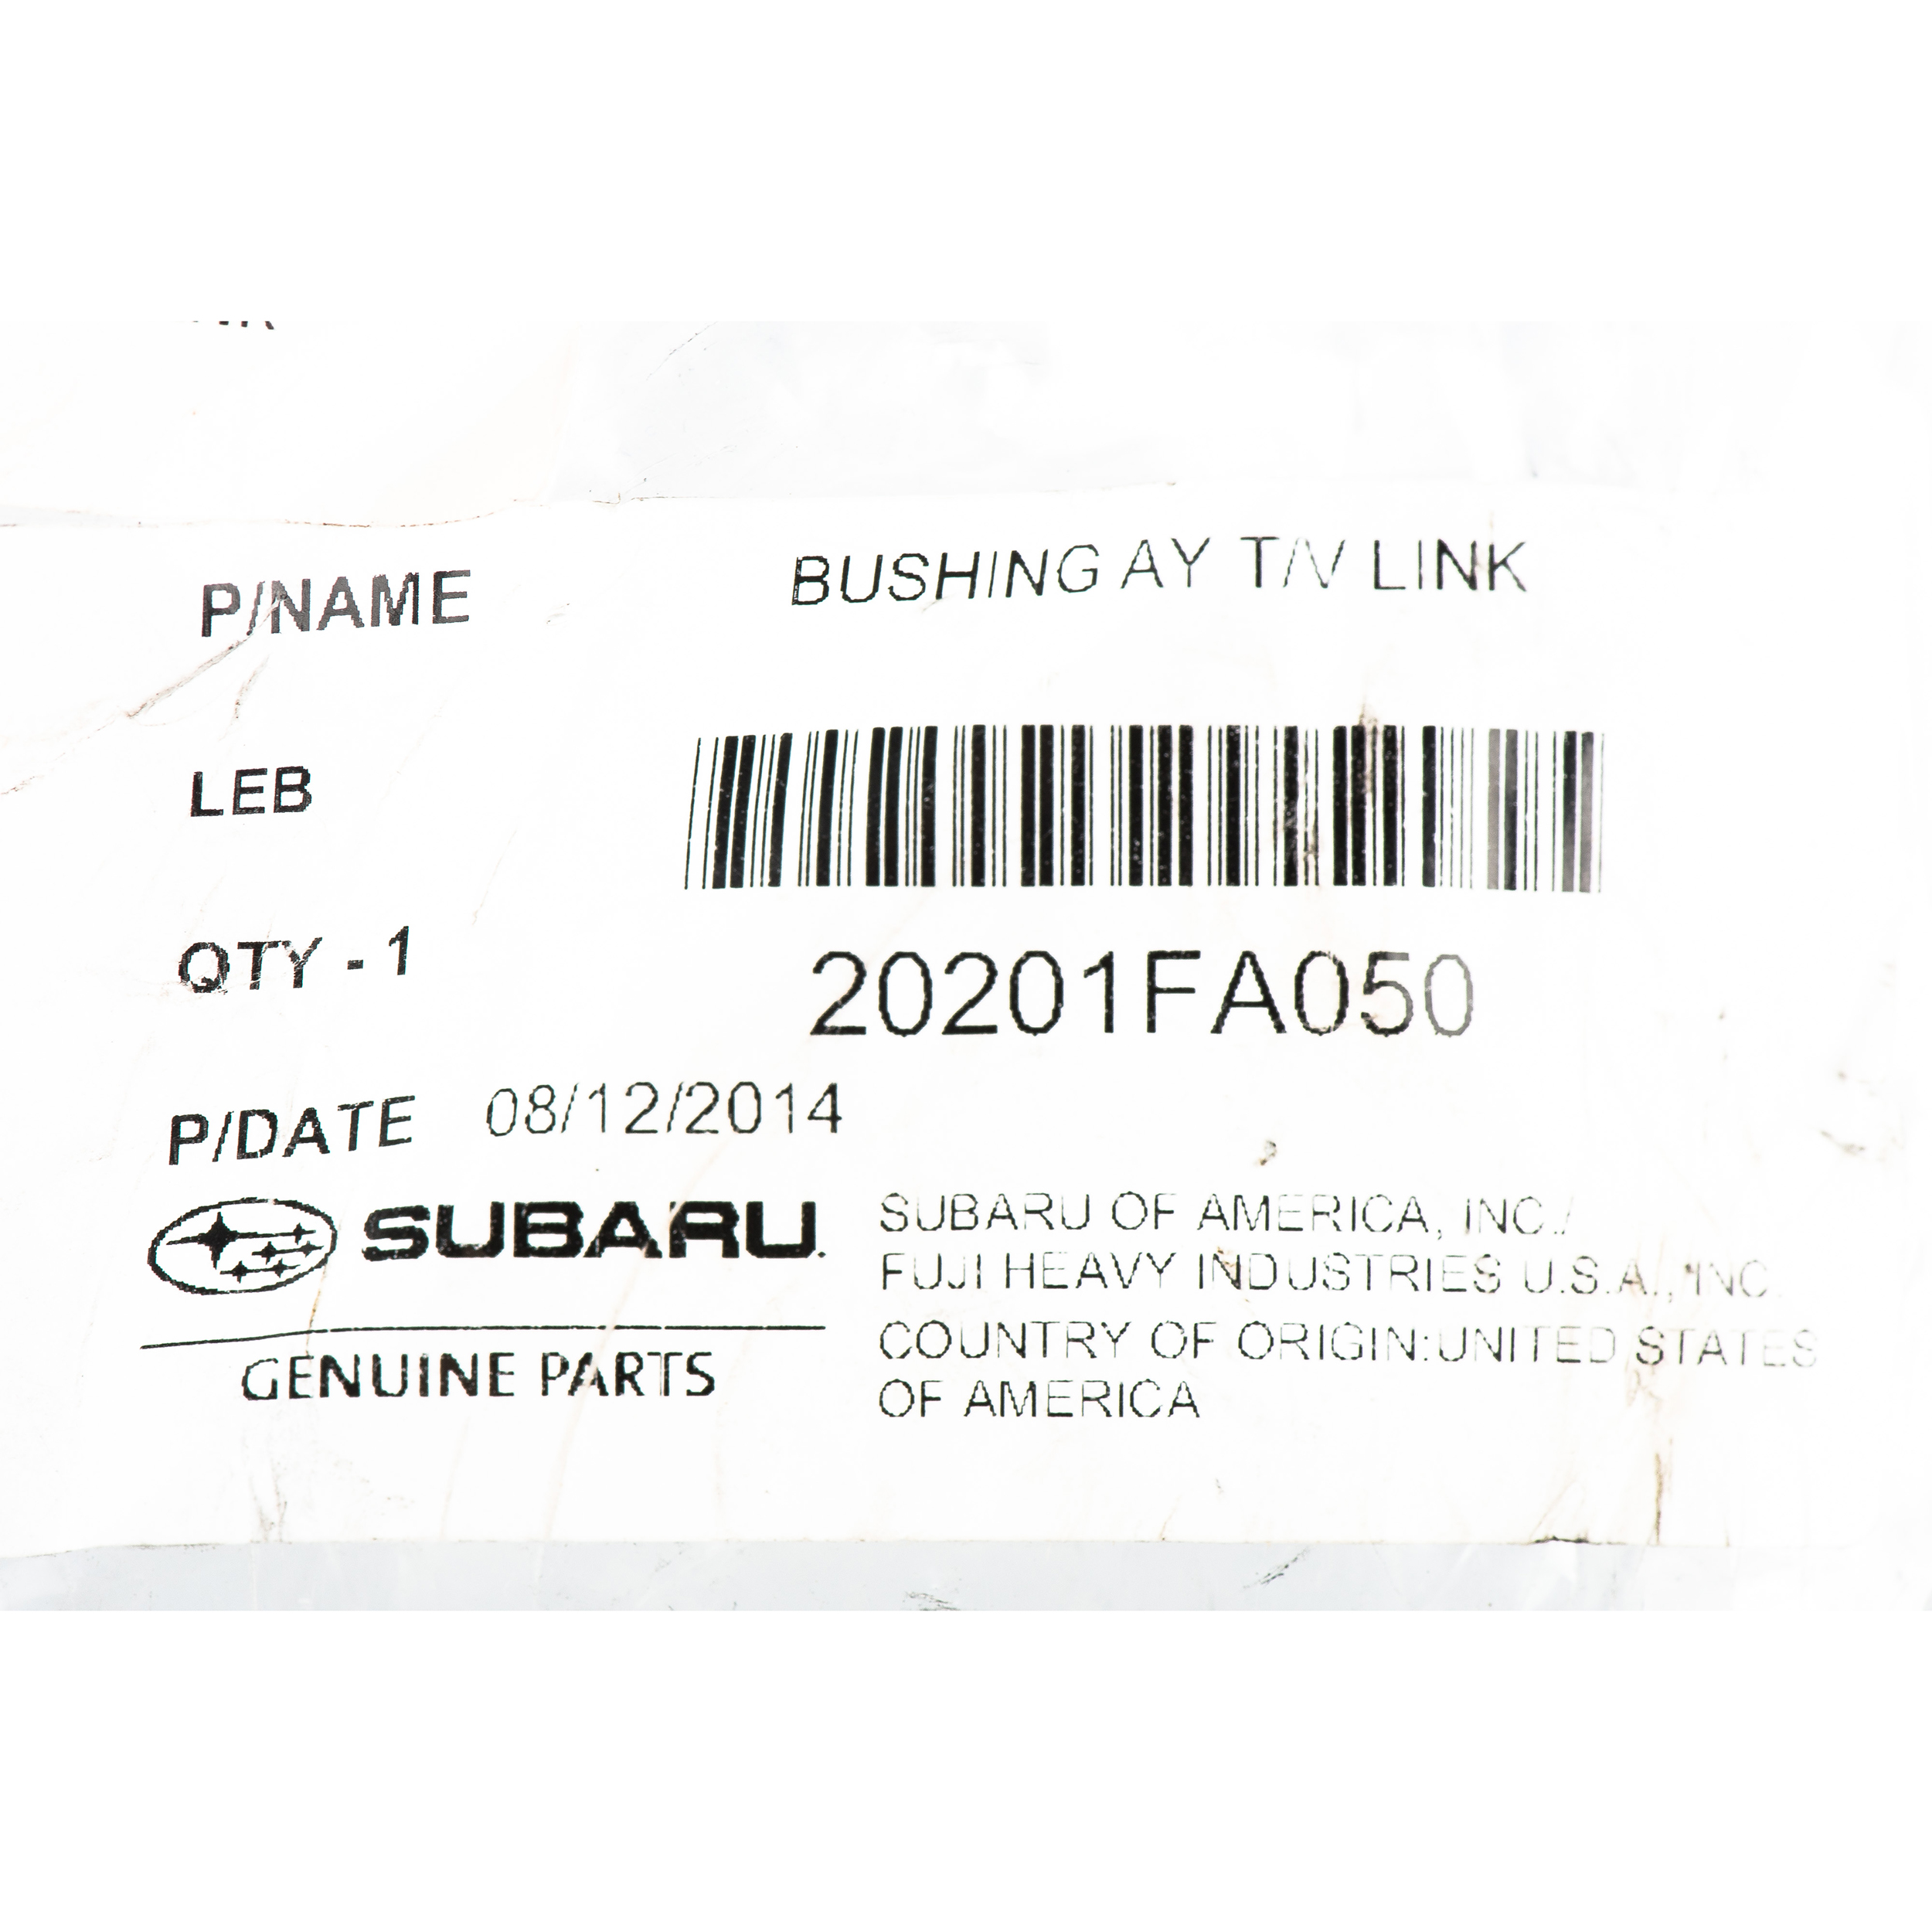 P/NAME BUSHING AY T/V LINK
LEB
QTY - 1 20201FA050
P/DATE 08/12/2014
SUBARU.
GENUINE PARTS
SUBARU OF AMERICA, INC./
FUJI HEAVY INDUSTRIES U.S.A., INC.
COUNTRY OF ORIGIN:UNITED STATES
OF AMERICA